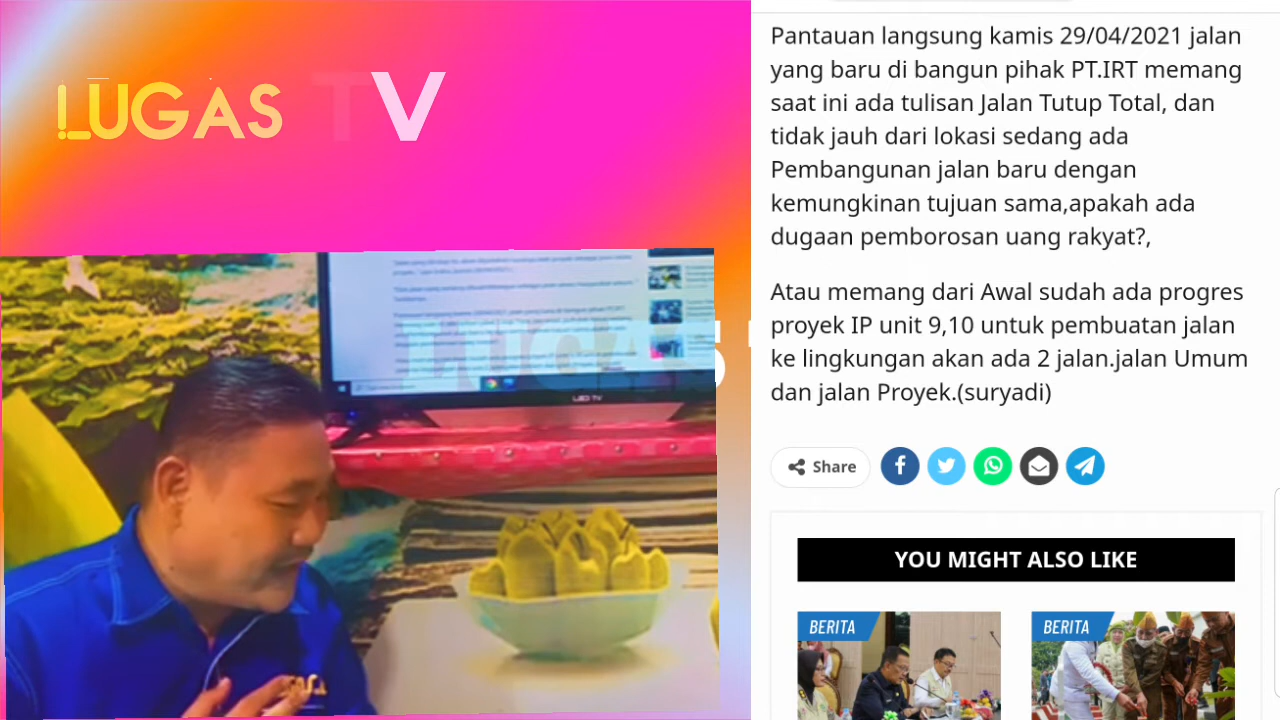 LUGAS TV
LUGAS
LED TV
Pantauan langsung kamis 29/04/2021 jalan
yang baru di bangun pihak PT.IRT memang
saat ini ada tulisan Jalan Tutup Total, dan
tidak jauh dari lokasi sedang ada
Pembangunan jalan baru dengan
kemungkinan tujuan sama,apakah ada
dugaan pemborosan uang rakyat?,
Atau memang dari Awal sudah ada progres
proyek IP unit 9,10 untuk pembuatan jalan
ke lingkungan akan ada 2 jalan.jalan Umum
dan jalan Proyek.(suryadi)
Share
YOU MIGHT ALSO LIKE
BERITA
BERITA